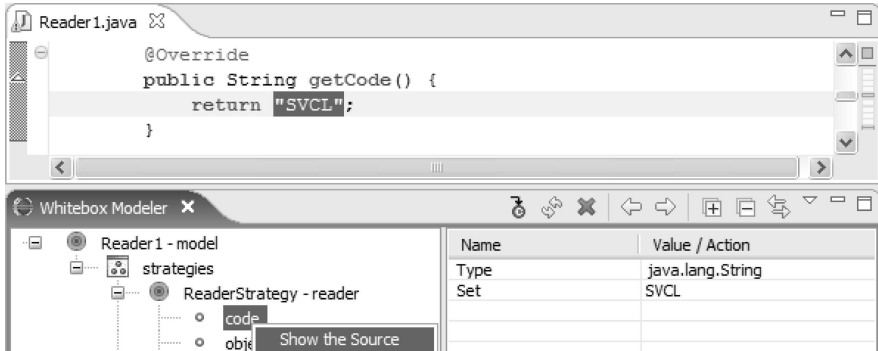 Reader1.java
@Override
public String getCode() {
return "SVCL";
}
Whitebox Modeler
Reader1 - model
strategies
ReaderStrategy - reader
code
obje
Show the Source
Name Value / Action
Type java.lang.String
Set SVCL